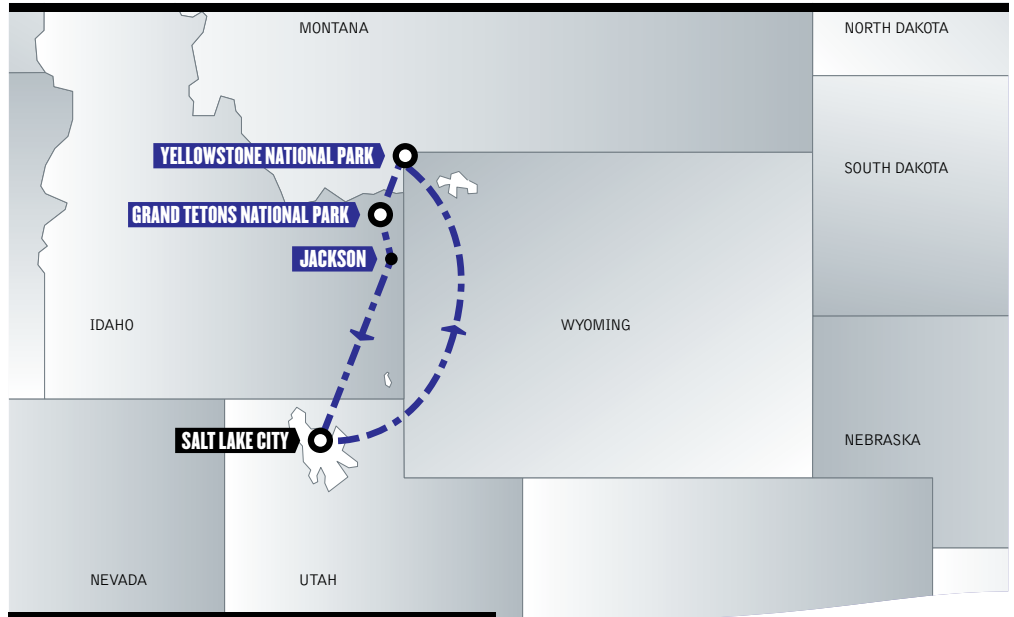 MONTANA
NORTH DAKOTA
YELLOWSTONE NATIONAL PARK
SOUTH DAKOTA
GRAND TETONS NATIONAL PARK
JACKSON
IDAHO
WYOMING
SALT LAKE CITY
NEBRASKA
NEVADA
UTAH